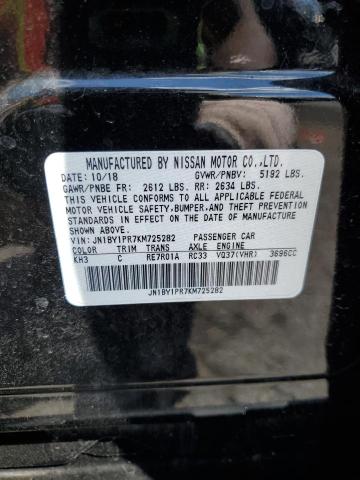 MANUFACTURED BY NISSAN MOTOR CO.,LTD.
DATE: 10/18 GVWR/PNBV: 5192 LBS.
GAWR/PNBE FR: 2612 LBS. RR: 2634 LBS.
THIS VEHICLE CONFORMS TO ALL APPLICABLE FEDERAL
MOTOR VEHICLE SAFETY,BUMPER,AND THEFT
PREVENTION STANDARDS IN EFFECT ON THE DATE OF MANUFACTURE
SHOWN ABOVE.
VIN: JN1BY1PR7KM725282 PASSENGER CAR
COLOR TRIM TRANS AXLE ENGINE
KH3 C RE7R01A RC33 VQ37(VHR) 3696CC
JN1BY1PR7KM725282